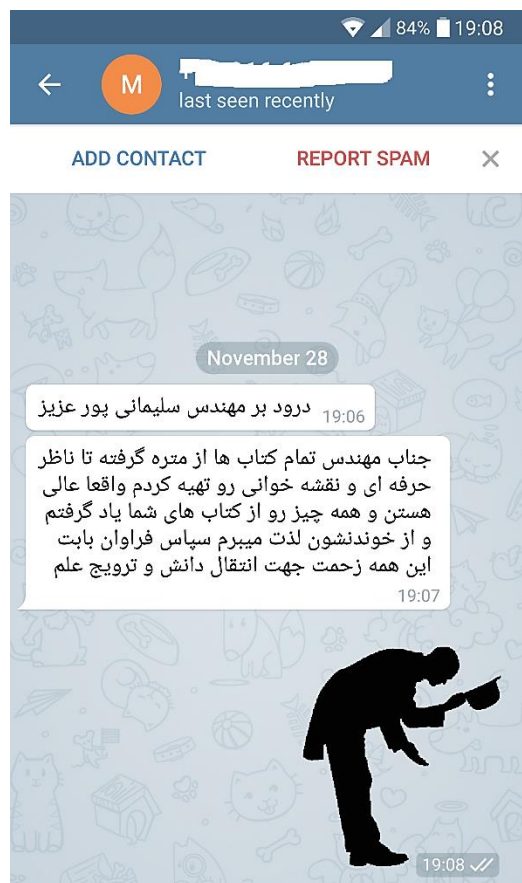 84% 19:08
M
last seen recently
ADD CONTACT REPORT SPAM
November 28
درود بر مهندس سلیمانی پور عزیز
19:06
جناب مهندس تمام کتاب ها از متره گرفته تا ناظر
حرفه ای و نقشه خوانی رو تهیه کردم واقعا عالی
هستن و همه چیز رو از کتاب های شما یاد گرفتم
و از خوندنشون لذت میبرم سپاس فراوان بابت
این همه زحمت جهت انتقال دانش و ترویج علم
19:07
19:08